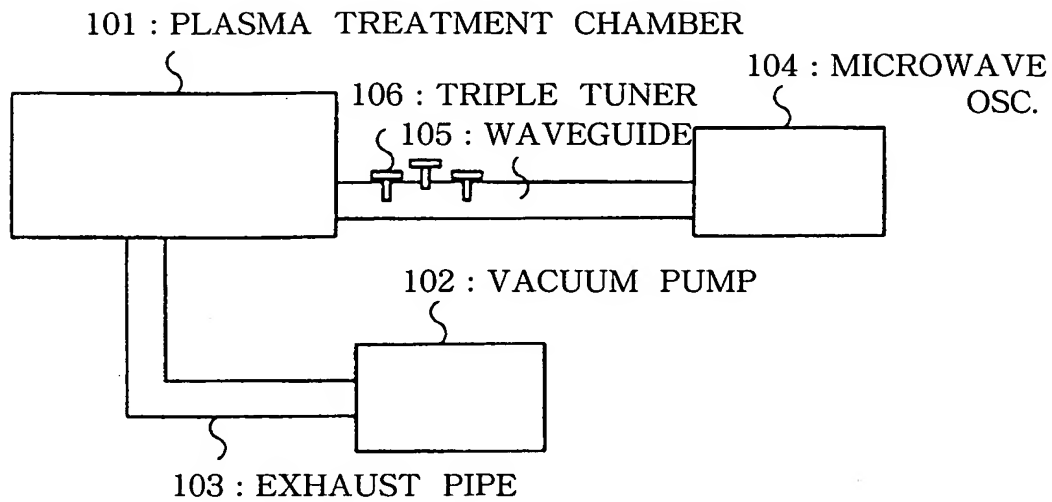 101 : PLASMA TREATMENT CHAMBER
104 : MICROWAVE
OSC.
106 : TRIPLE TUNER
105 : WAVEGUIDE
102 : VACUUM PUMP
103 : EXHAUST PIPE